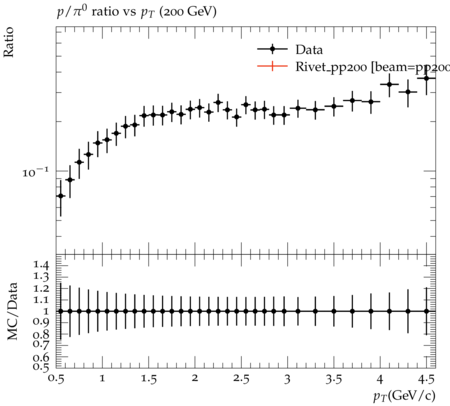 p/π⁰ ratio vs p_T (200 GeV)
Ratio
Data
Rivet_pp200 [beam=pp200
10⁻¹
MC/Data
1.4
1.3
1.2
1.1
1
0.9
0.8
0.7
0.6
0.5
0.5 1 1.5 2 2.5 3 3.5 4 4.5
p_T(GeV/c)